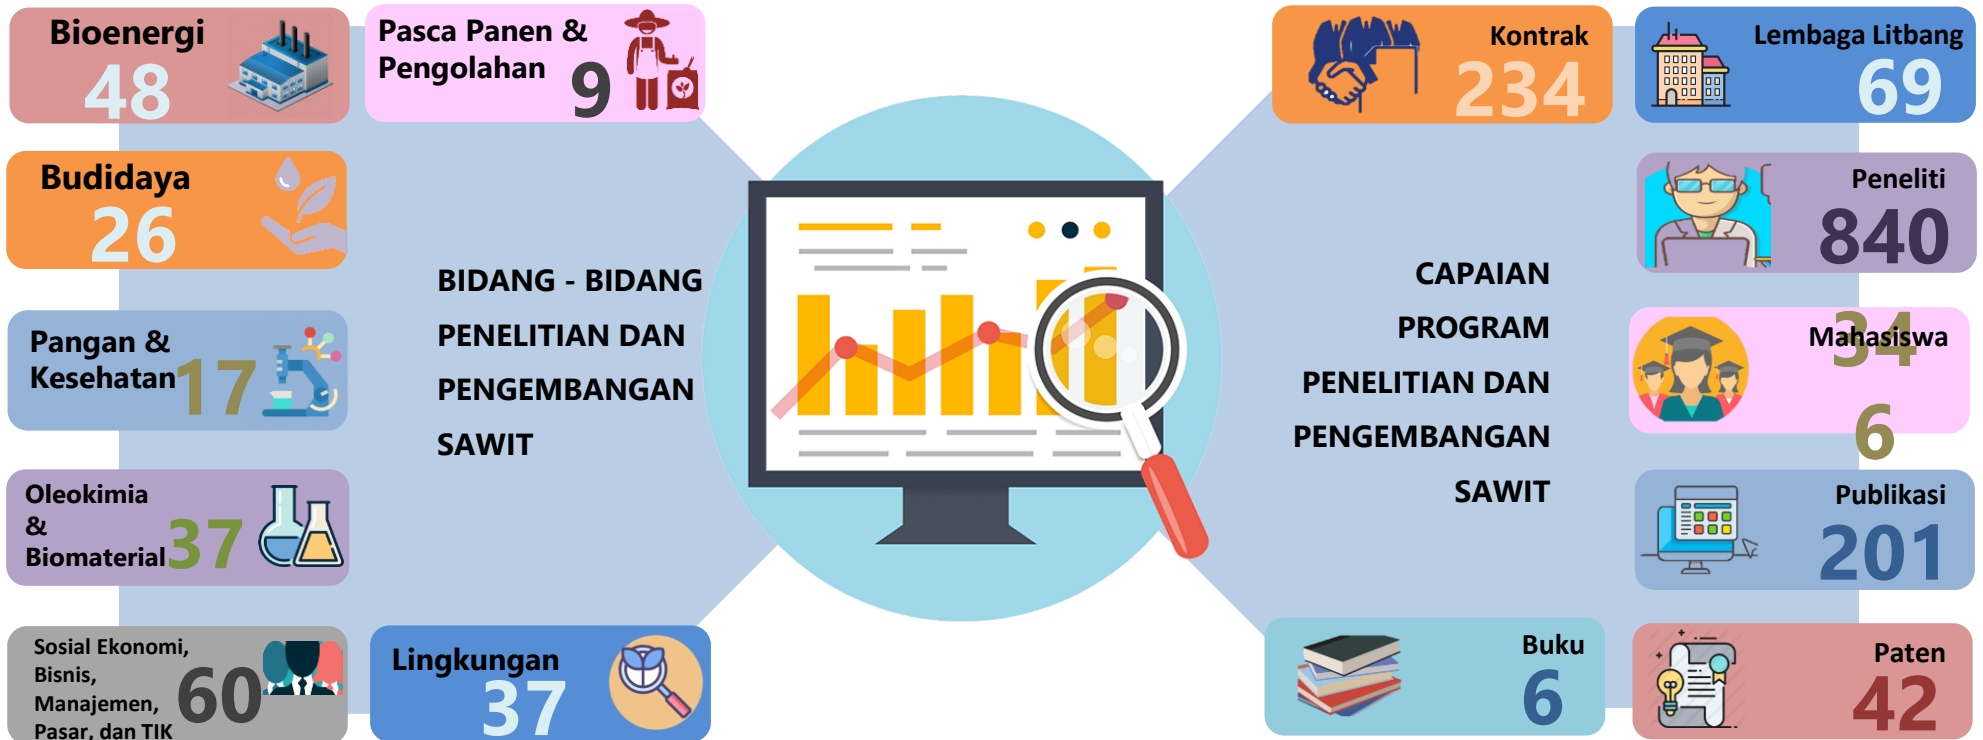 Bioenergi
48
Pasca Panen &
Pengolahan
9
Budidaya
26
Pangan &
Kesehatan
17
Oleokimia
&
Biomaterial
37
Sosial Ekonomi,
Bisnis,
Manajemen,
Pasar, dan TIK
60
Lingkungan
37
BIDANG - BIDANG
PENELITIAN DAN
PENGEMBANGAN
SAWIT
CAPAIAN
PROGRAM
PENELITIAN DAN
PENGEMBANGAN
SAWIT
Kontrak
234
Lembaga Litbang
69
Peneliti
840
Mahasiswa
34
6
Publikasi
201
Buku
6
Paten
42